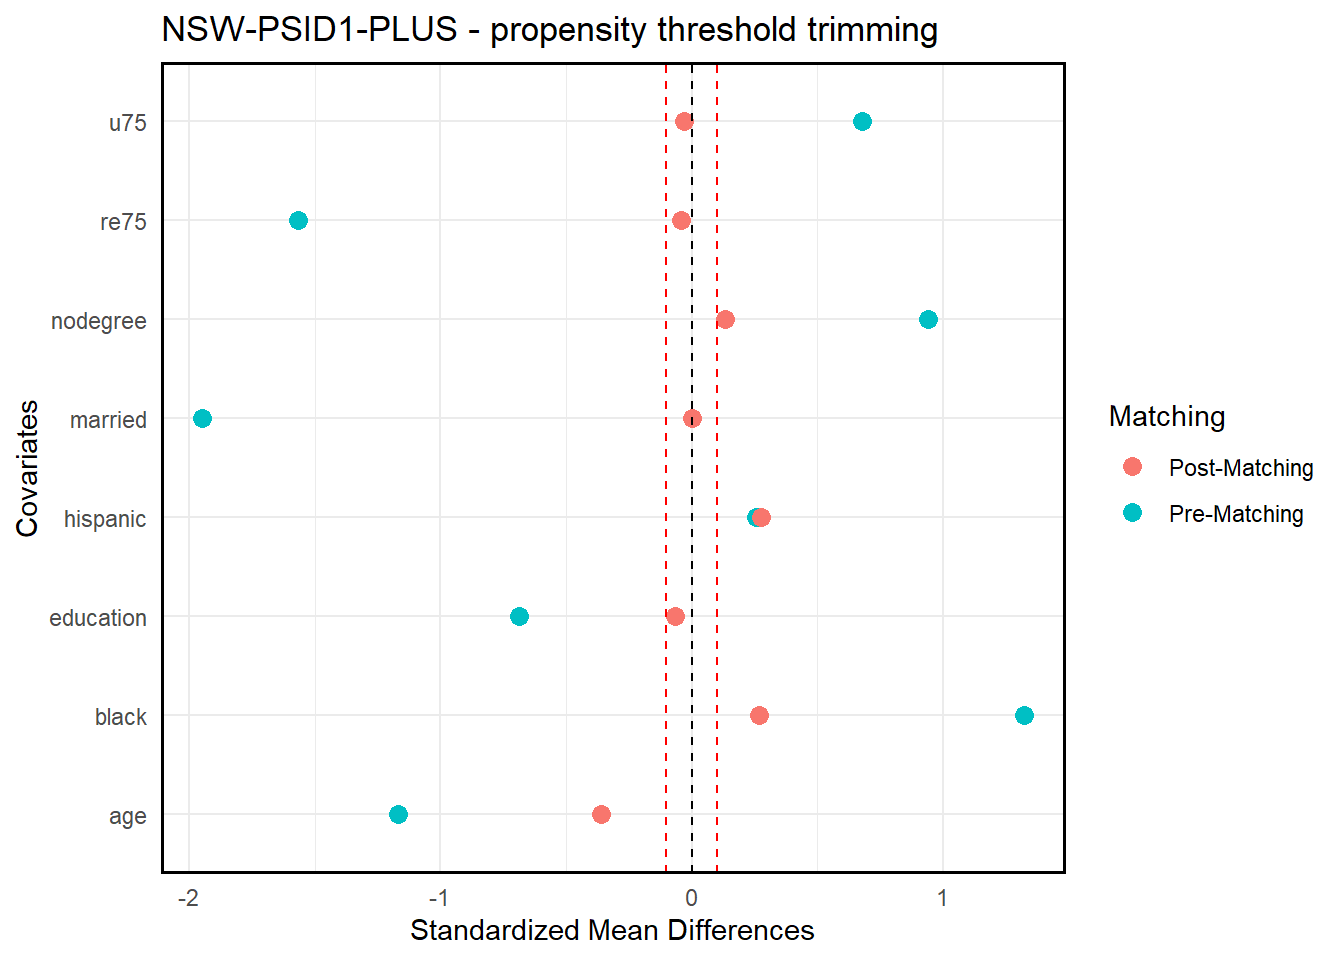 NSW-PSID1-PLUS - propensity threshold trimming
Covariates
u75
re75
nodegree
married
hispanic
education
black
age
-2
-1
0
1
Standardized Mean Differences
Matching
Post-Matching
Pre-Matching